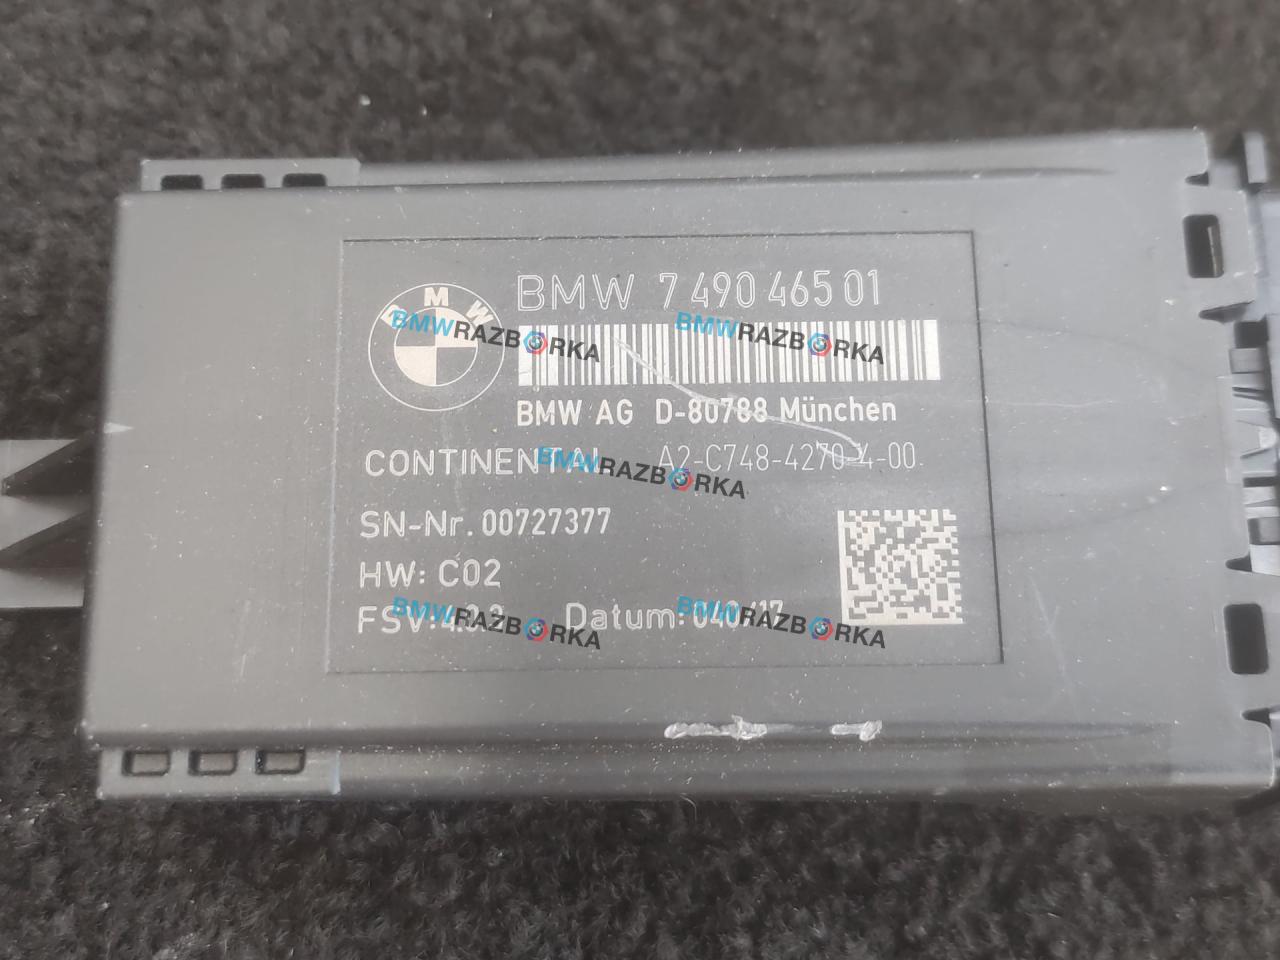 BMW
BMW 7 490 465 01
BMWRAZBORKA BMWRAZBORKA
BMW AG D-80788 München
CONTINENTAL A2-C748-4270-4-00
BMWRAZBORKA
SN-Nr. 00727377
HW: C02
FSV: Datum:
BMWRAZBORKA BMWRAZBORKA